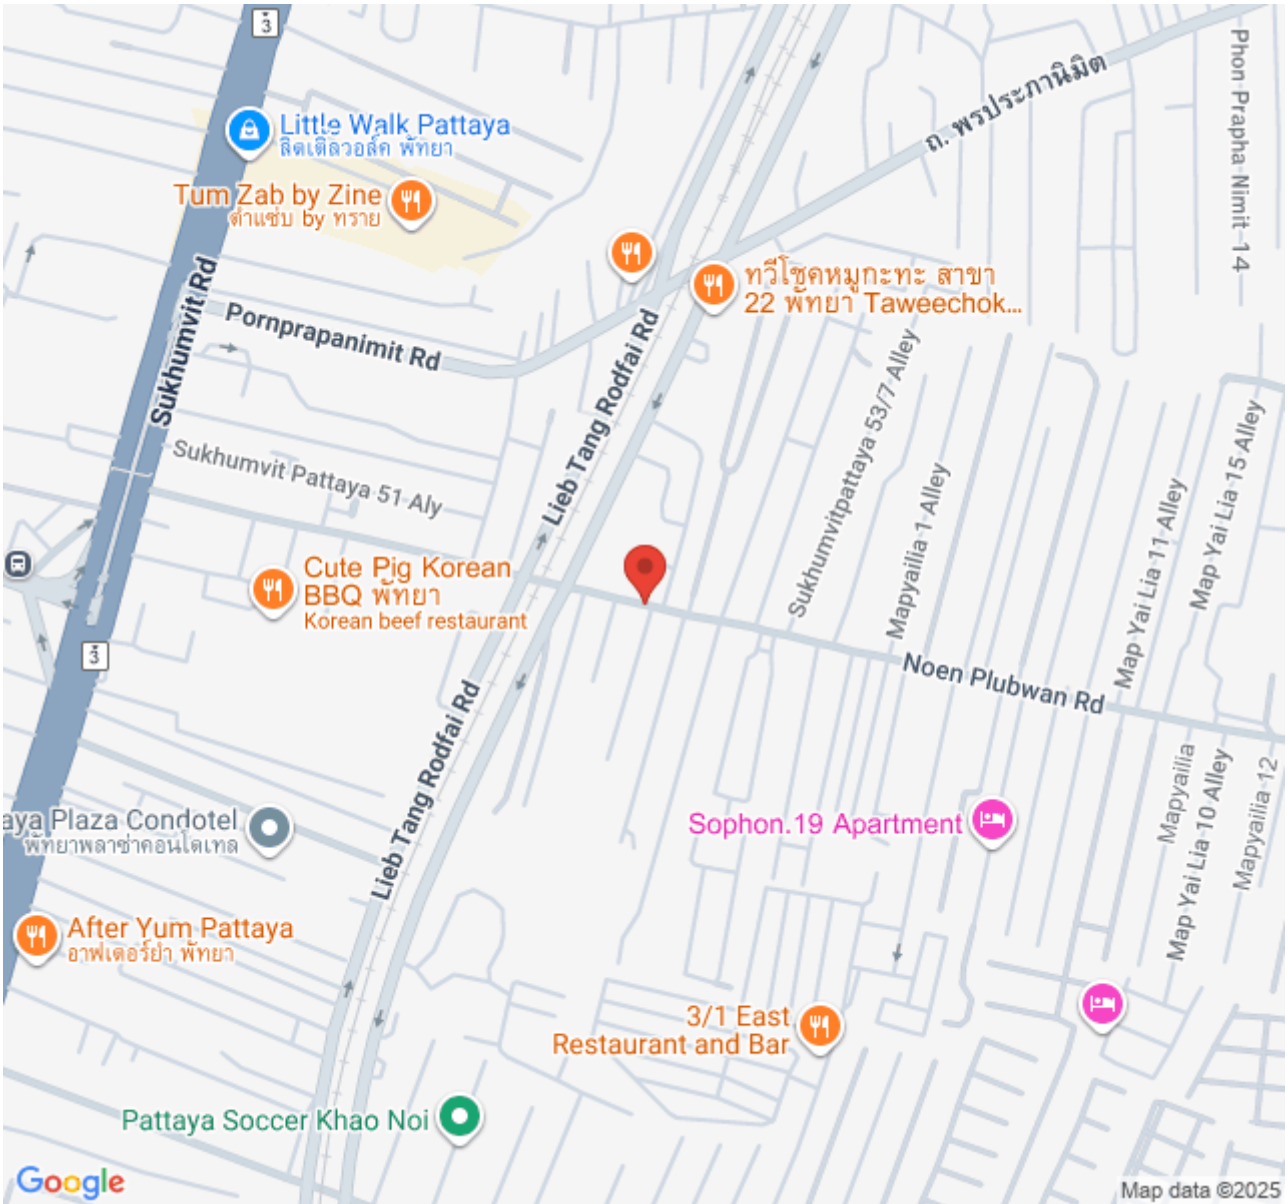 3
Phon-Prapha-Nimit-14
ถ. พรประภานิมิต
Little Walk Pattaya
ลิตเติลวอล์ค พัทยา
Tum Zab by Zine
ตำแซ่บ by ทราย
Sukhumvit Rd
Pornprapanimit Rd
ทวีโชคหมูกะทะ สาขา
22 พัทยา Taweechok...
Lieb Tang Rodfai Rd
Sukhumvitpattaya 53/7 Alley
Map Yai Lia 15 Alley
Sukhumvit Pattaya 51 Aly
Mapyailia 1 Alley
Map Yai Lia 11 Alley
Cute Pig Korean
BBQ พัทยา
Korean beef restaurant
3
Noen Plubwan Rd
Lieb Tang Rodfai Rd
Mapyailia
Map Yai Lia 10 Alley
Mapyailia 12
aya Plaza Condotel
พัทยาพลาซ่าคอนโดเทล
Sophon.19 Apartment
After Yum Pattaya
อาฟเตอร์ยำ พัทยา
3/1 East
Restaurant and Bar
Pattaya Soccer Khao Noi
Google
Map data ©2025